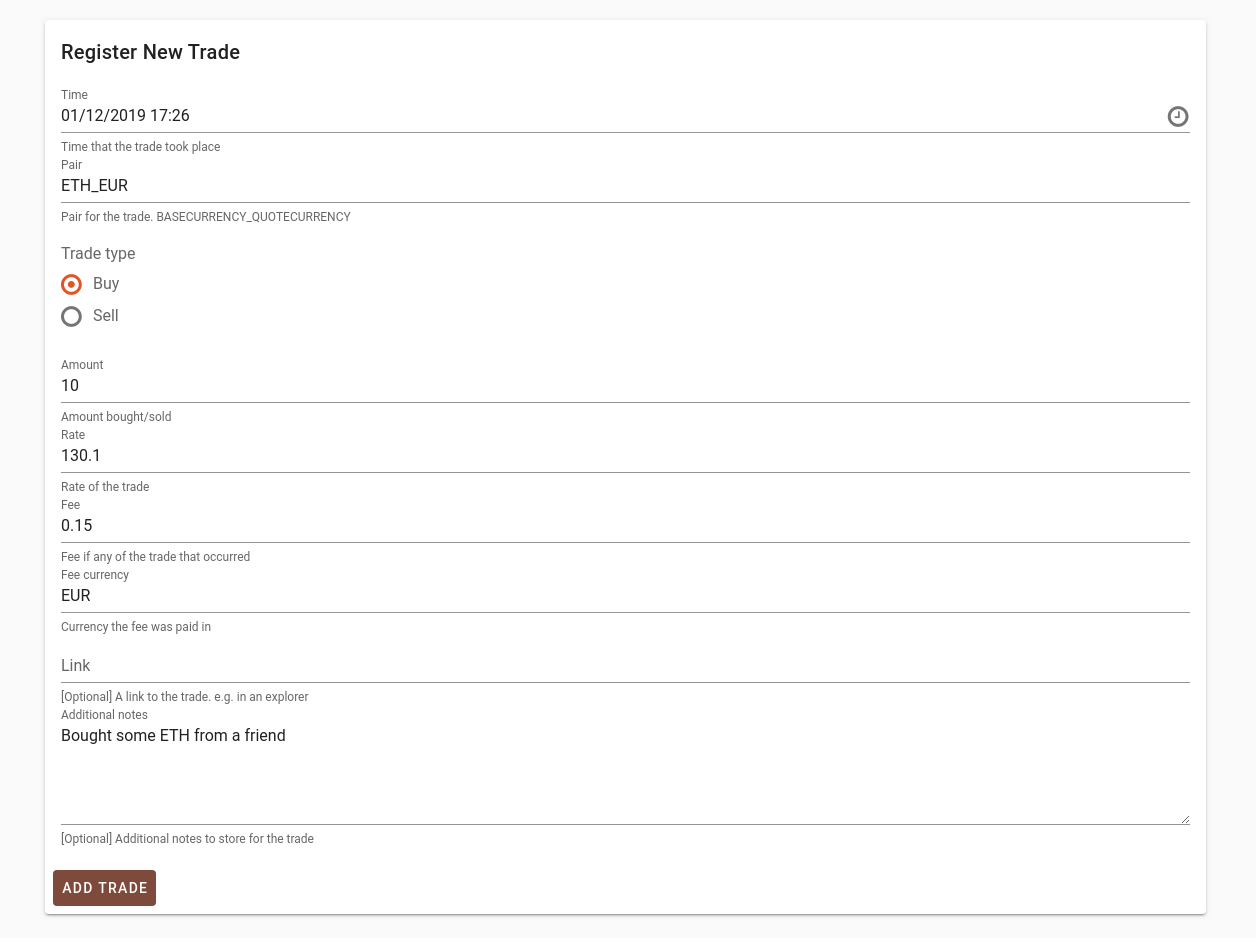 Register New Trade
Time
01/12/2019 17:26
Time that the trade took place
Pair
ETH_EUR
Pair for the trade. BASECURRENCY_QUOTECURRENCY
Trade type
Buy
Sell
Amount
10
Amount bought/sold
Rate
130.1
Rate of the trade
Fee
0.15
Fee if any of the trade that occurred
Fee currency
EUR
Currency the fee was paid in
Link
[Optional] A link to the trade. e.g. in an explorer
Additional notes
Bought some ETH from a friend
[Optional] Additional notes to store for the trade
ADD TRADE